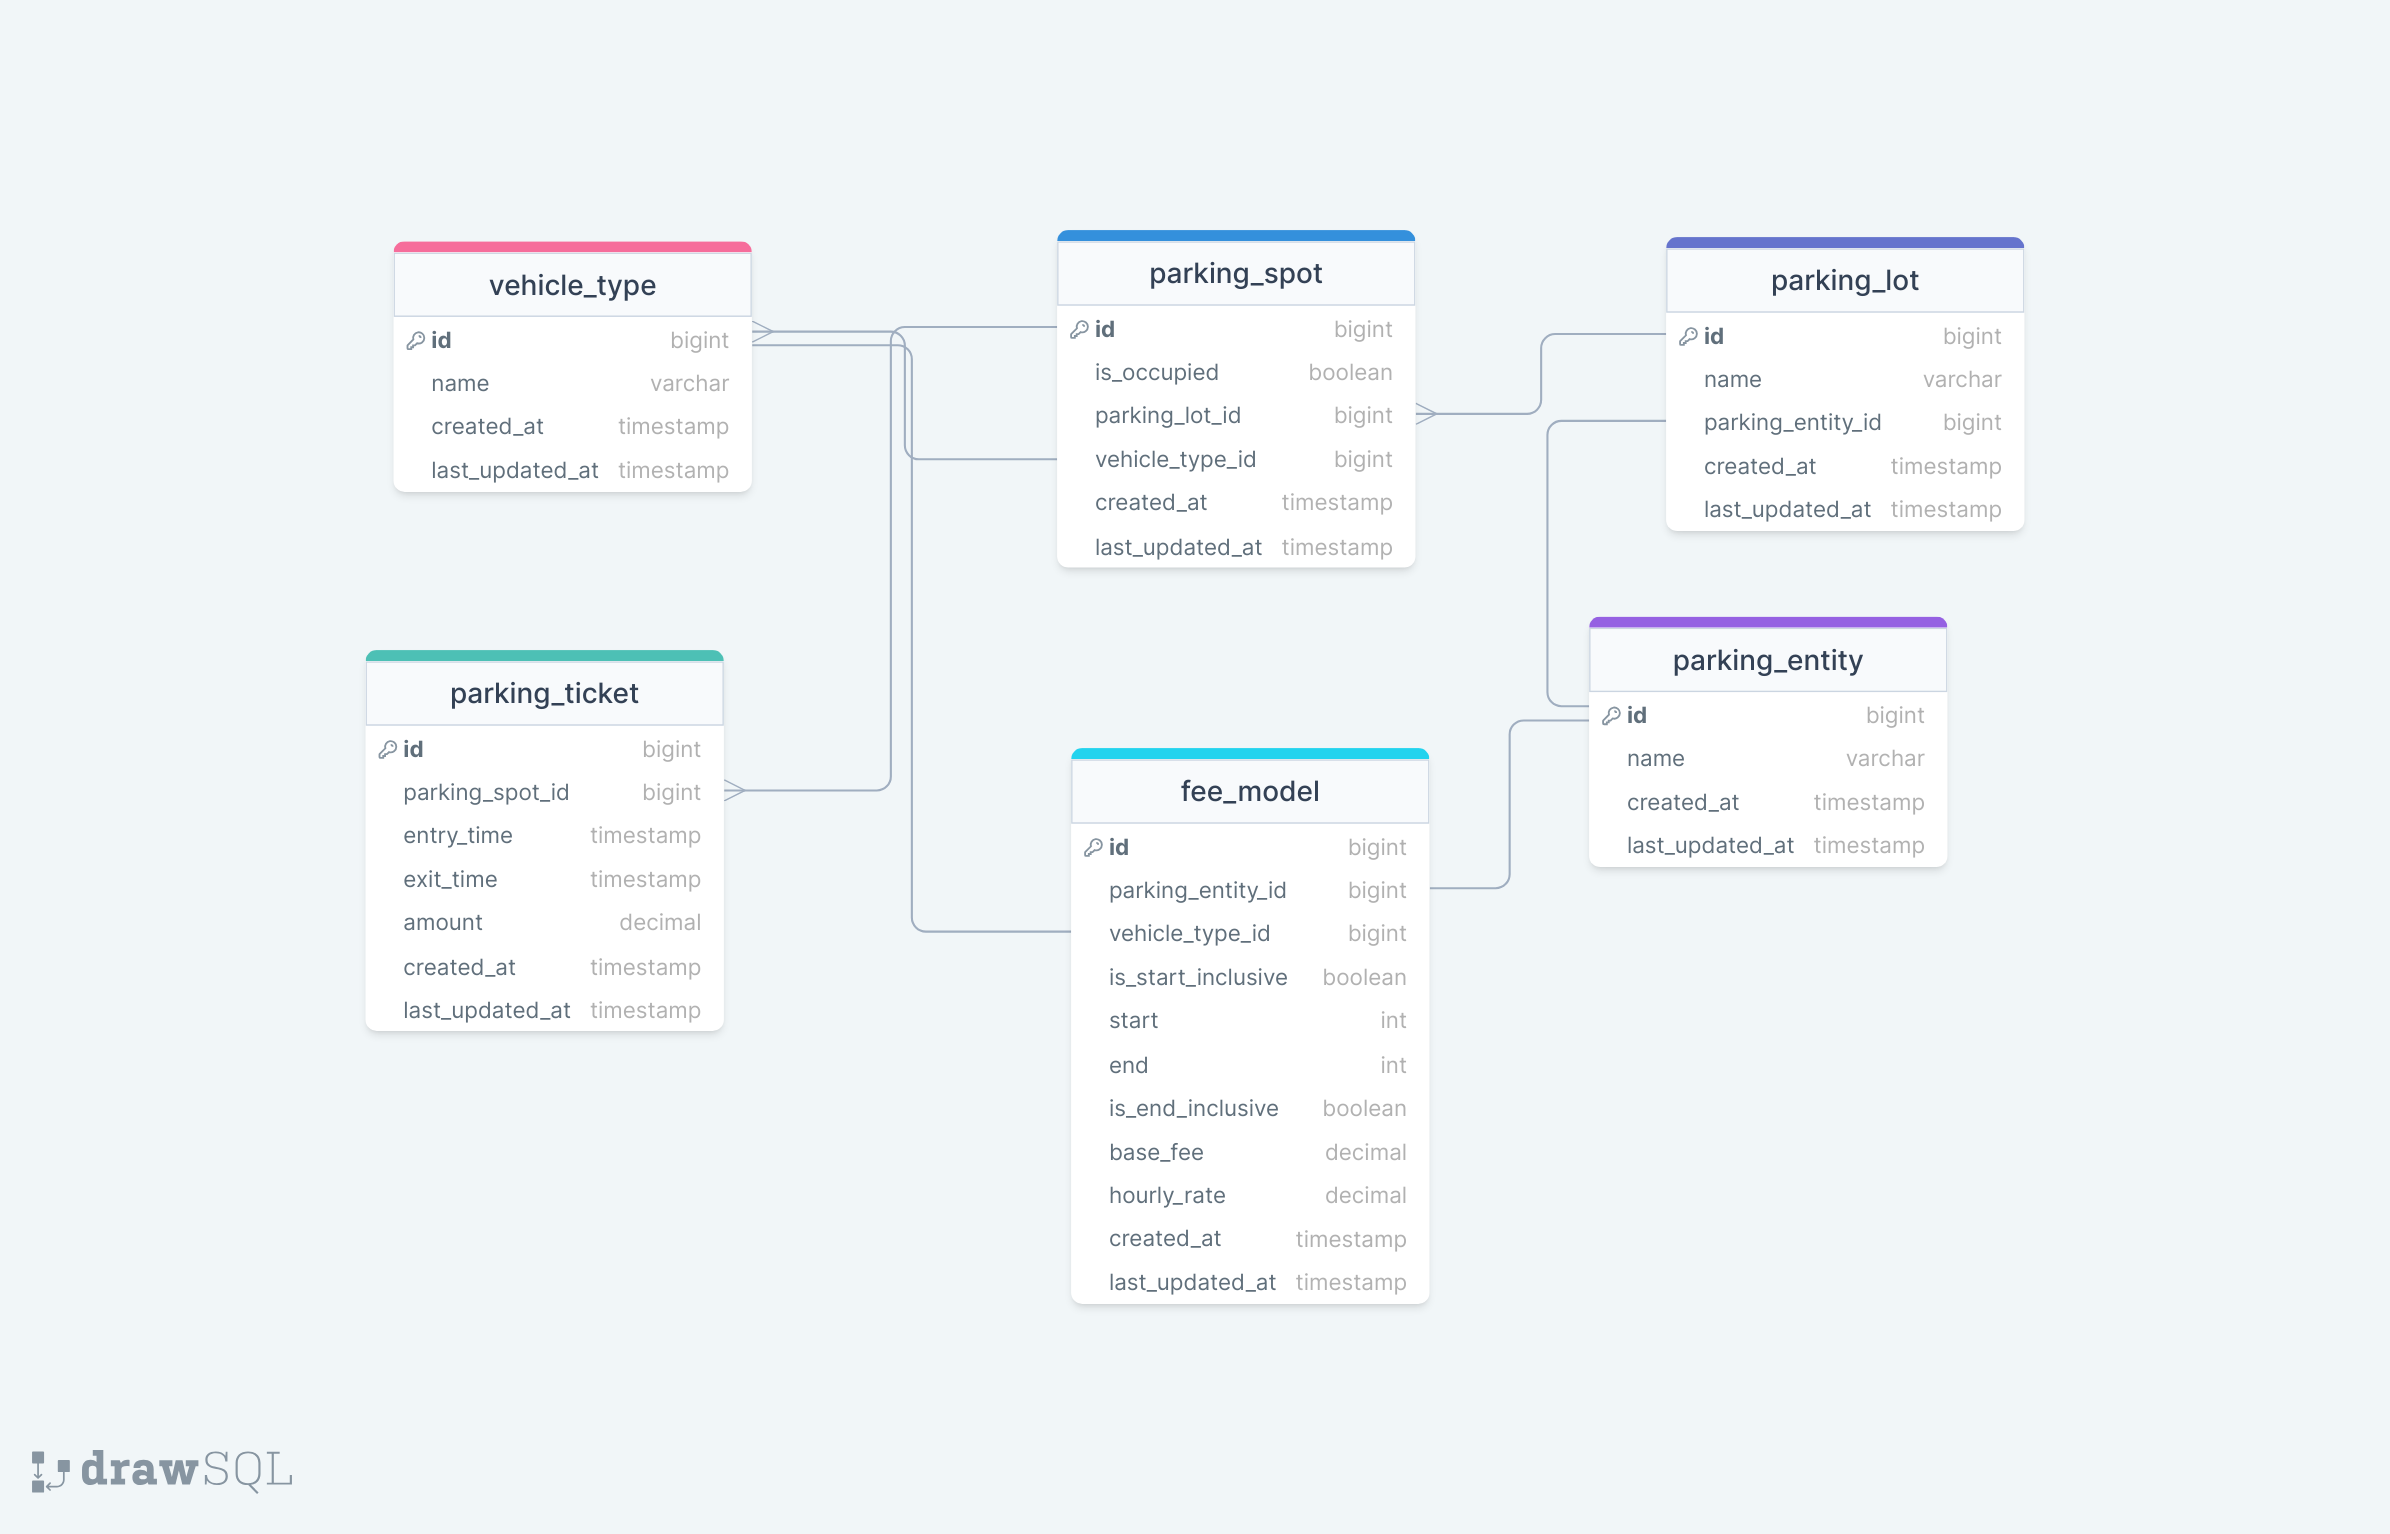 vehicle_type
id bigint
name varchar
created_at timestamp
last_updated_at timestamp
parking_spot
id bigint
is_occupied boolean
parking_lot_id bigint
vehicle_type_id bigint
created_at timestamp
last_updated_at timestamp
parking_lot
id bigint
name varchar
parking_entity_id bigint
created_at timestamp
last_updated_at timestamp
parking_ticket
id bigint
parking_spot_id bigint
entry_time timestamp
exit_time timestamp
amount decimal
created_at timestamp
last_updated_at timestamp
fee_model
id bigint
parking_entity_id bigint
vehicle_type_id bigint
is_start_inclusive boolean
start int
end int
is_end_inclusive boolean
base_fee decimal
hourly_rate decimal
created_at timestamp
last_updated_at timestamp
parking_entity
id bigint
name varchar
created_at timestamp
last_updated_at timestamp
drawSQL